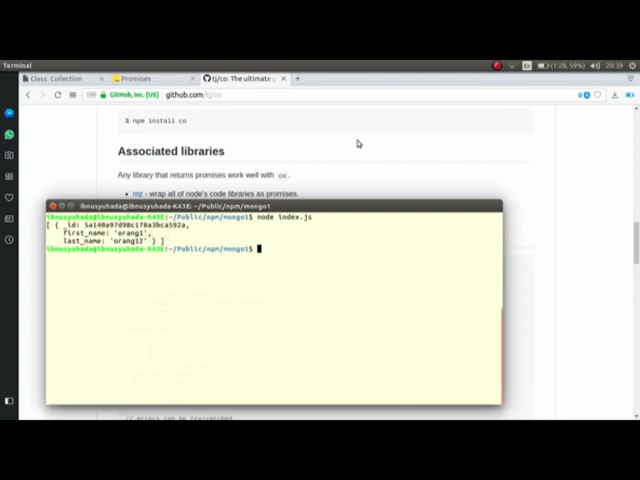 Terminal
En
(1:28, 59%)
20:39
Class: Collection
Promises
tj/co: The ultimate g
GitHub, Inc. [US]
github.com/tj/co
$ npm install co
Associated libraries
Any library that returns promises work well with co.
mz - wrap all of node's code libraries as promises.
ibnusyuhada@ibnusyuhada-K43E: ~/Public/npm/mongo1
ibnusyuhada@ibnusyuhada-K43E:~/Public/npm/mongo1$ node index.js
[ { _id: 5a140a97d98c178a3bca592a,
first_name: 'orang1',
last_name: 'orang12' } ]
ibnusyuhada@ibnusyuhada-K43E:~/Public/npm/mongo1$
// errors can be try/catched